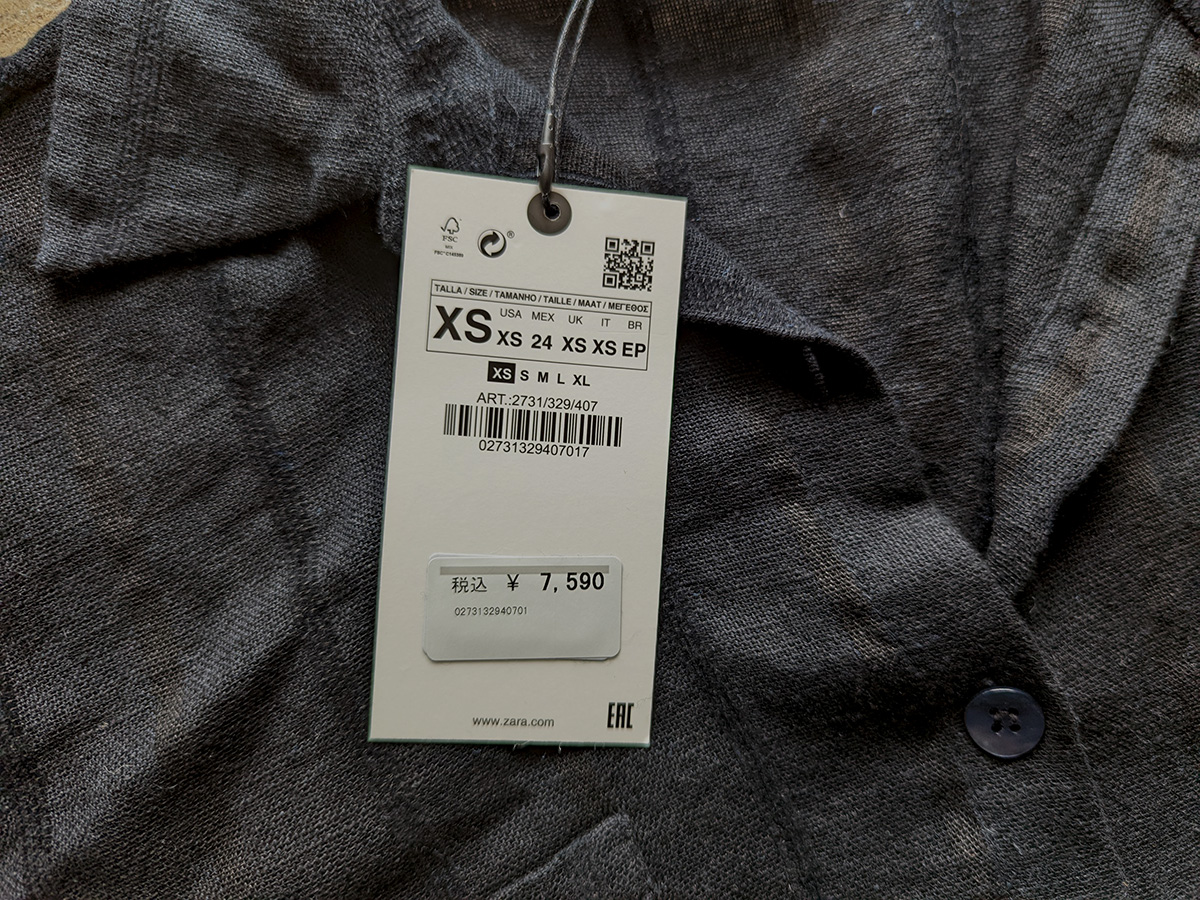 FSC
MIX
®
TALLA / SIZE / TAMANHO / TAILLE / MAAT / ΜΕΓΕΘΟΣ
XS
USA MEX UK IT BR
XS 24 XS XS EP
XS S M L XL
ART.:2731/329/407
02731329407017
税込 ¥ 7,590
0273132940701
www.zara.com
EAC